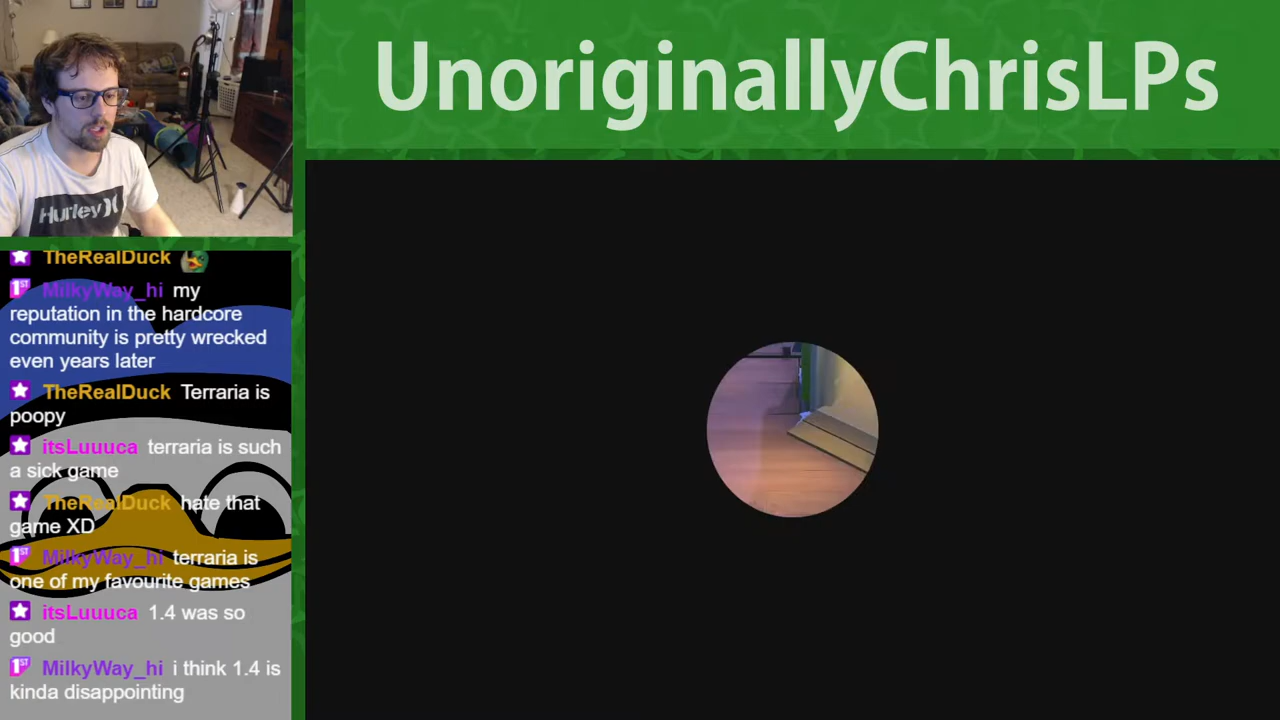 UnoriginallyChrisLPs
Hurley
TheRealDuck
MilkyWay_hi my
reputation in the hardcore
community is pretty wrecked
even years later
TheRealDuck Terraria is
poopy
itsLuuuca terraria is such
a sick game
TheRealDuck hate that
game XD
MilkyWay_hi terraria is
one of my favourite games
itsLuuuca 1.4 was so
good
MilkyWay_hi i think 1.4 is
kinda disappointing